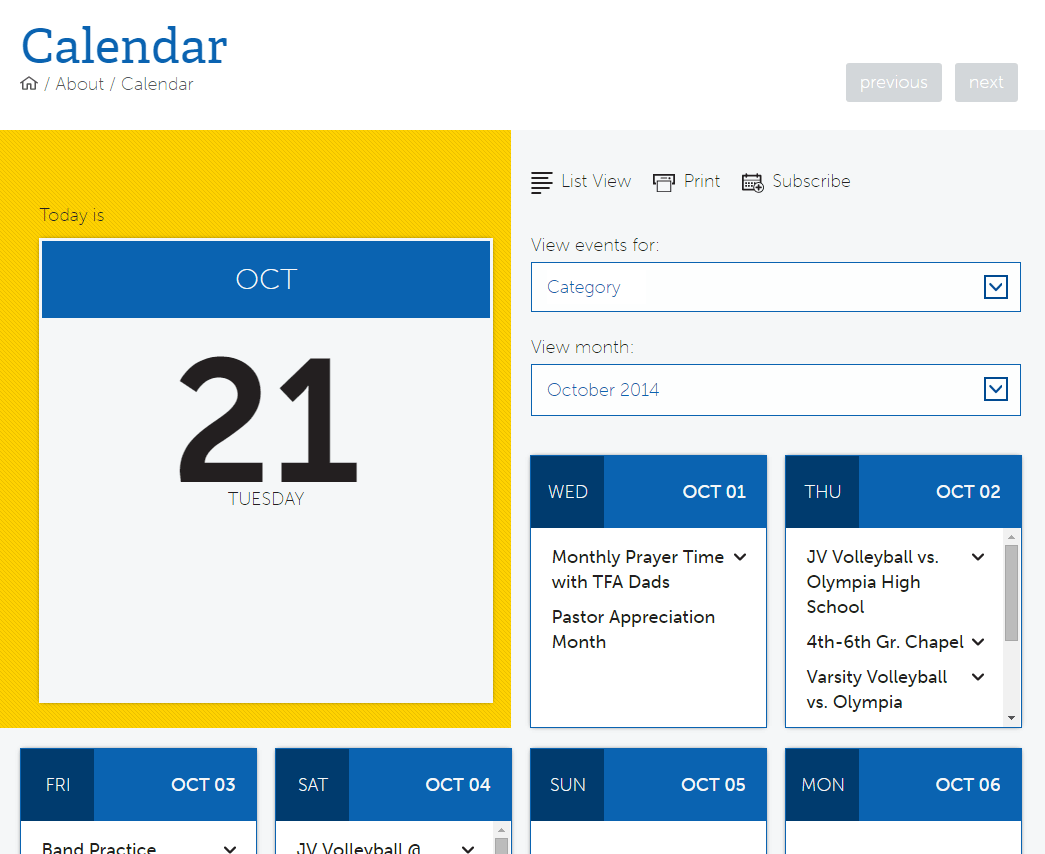 Calendar
/ About / Calendar
previous
next
Today is
OCT
21
TUESDAY
List View
Print
Subscribe
View events for:
Category
View month:
October 2014
WED
OCT 01
Monthly Prayer Time
with TFA Dads
Pastor Appreciation
Month
THU
OCT 02
JV Volleyball vs.
Olympia High
School
4th-6th Gr. Chapel
Varsity Volleyball
vs. Olympia
FRI
OCT 03
Band Practice
SAT
OCT 04
JV Volleyball @
SUN
OCT 05
MON
OCT 06